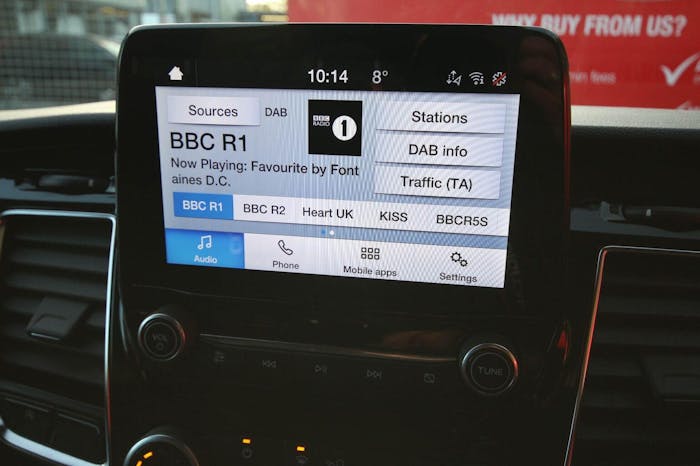 WHY BUY FROM US?
min fees
10:14 8°
Sources DAB
BBC
RADIO 1
Stations
BBC R1
DAB info
Now Playing: Favourite by Font
aines D.C.
Traffic (TA)
BBC R1 BBC R2 Heart UK KISS BBCR5S
Audio Phone Mobile apps Settings
VOL
TUNE